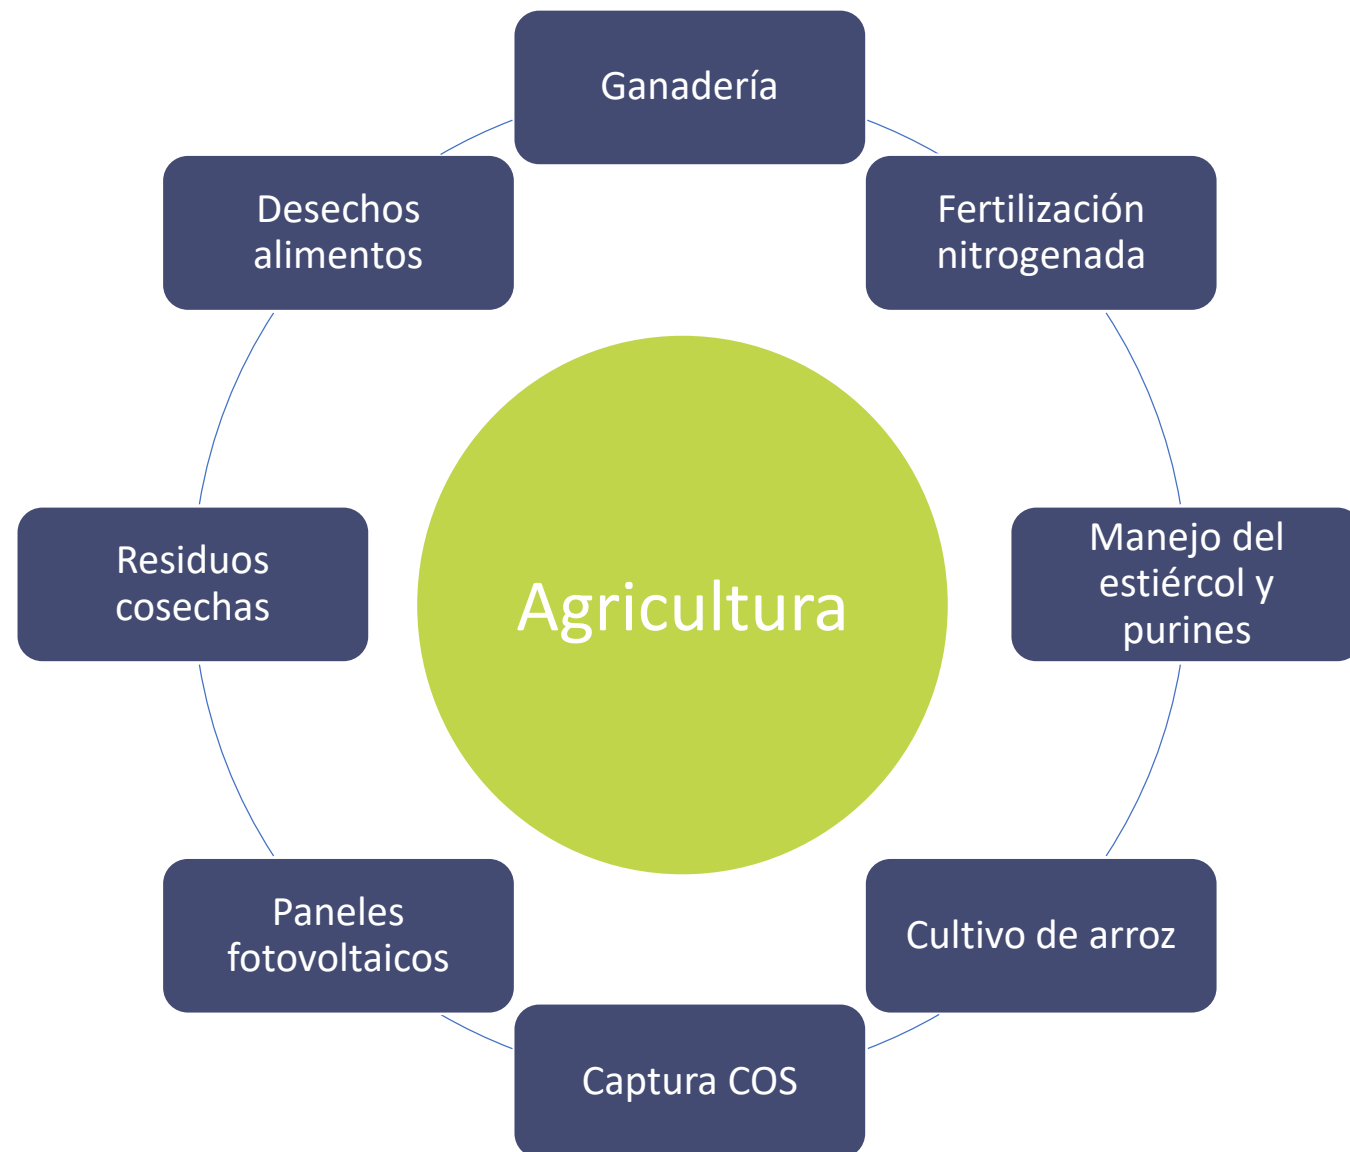 Ganadería
Fertilización
nitrogenada
Manejo del
estiércol y
purines
Cultivo de arroz
Captura COS
Paneles
fotovoltaicos
Residuos
cosechas
Desechos
alimentos
Agricultura